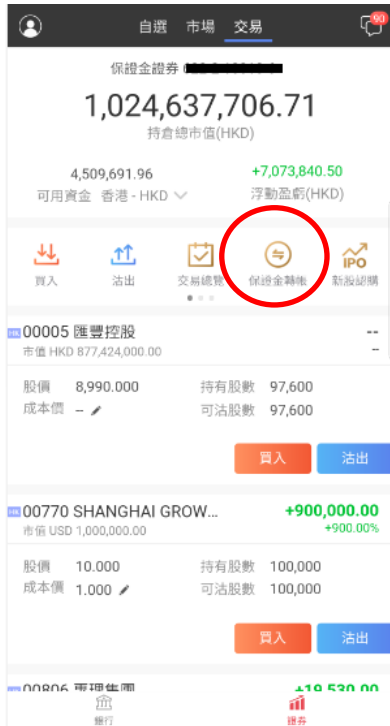 自選 市場 交易 90
保證金證券
1,024,637,706.71
持倉總市值(HKD)
4,509,691.96 +7,073,840.50
可用資金 香港 - HKD 浮動盈虧(HKD)
買入 沽出 交易總覽 保證金轉帳 新股認購
IPO
HK 00005 匯豐控股 --
市值 HKD 877,424,000.00 --
股價 8,990.000 持有股數 97,600
成本價 -- 可沽股數 97,600
買入 沽出
HK 00770 SHANGHAI GROW... +900,000.00
市值 USD 1,000,000.00 +900.00%
股價 10.000 持有股數 100,000
成本價 1.000 可沽股數 100,000
買入 沽出
00806 惠理集團 +19,530.00
銀行 證券